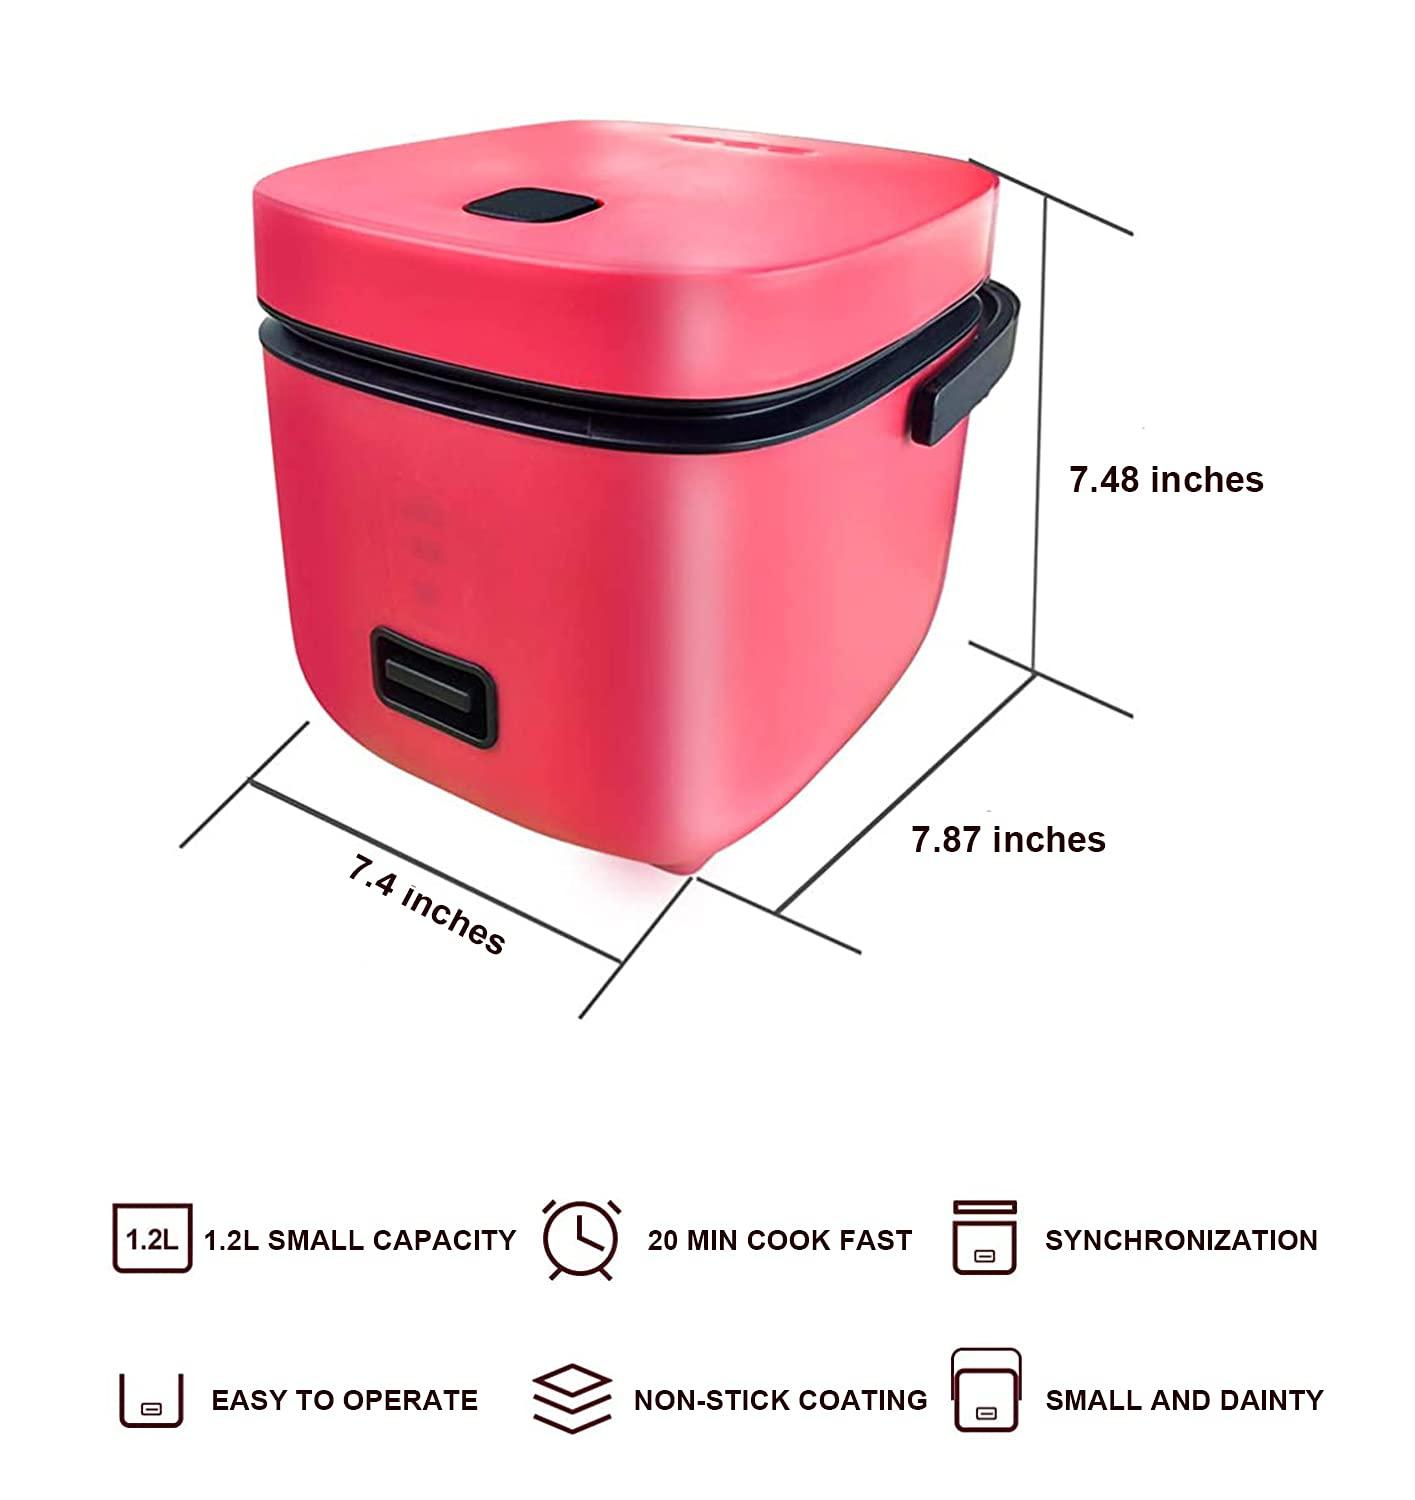 7.48 inches
7.87 inches
7.4 inches
1.2L 1.2L SMALL CAPACITY
20 MIN COOK FAST
SYNCHRONIZATION
EASY TO OPERATE
NON-STICK COATING
SMALL AND DAINTY